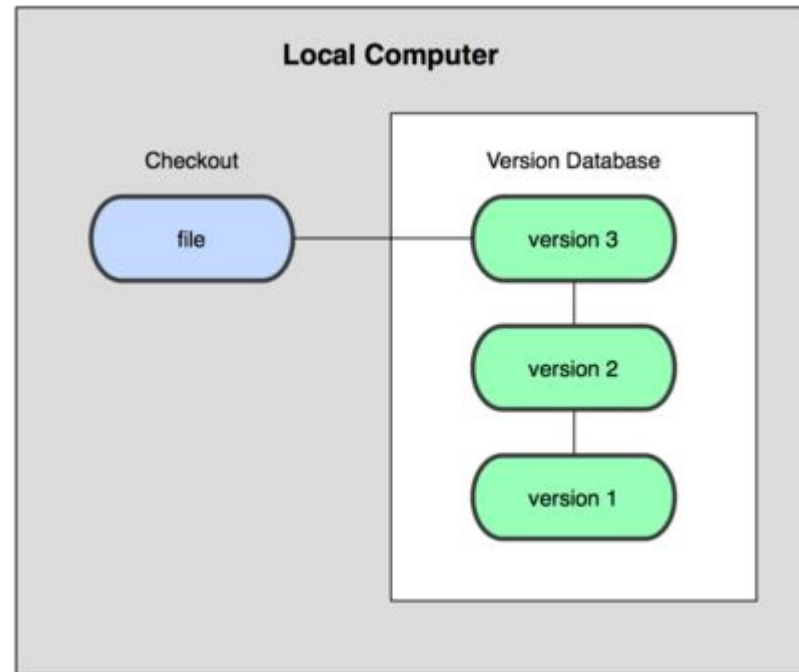 Local Computer
Checkout
Version Database
file
version 3
version 2
version 1